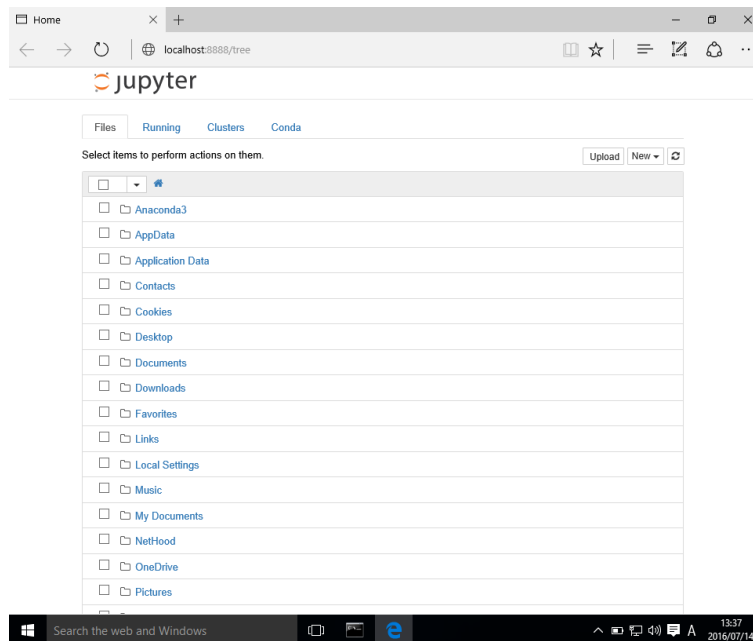 Home
localhost:8888/tree
jupyter
Files Running Clusters Conda
Select items to perform actions on them.
Upload New
Anaconda3
AppData
Application Data
Contacts
Cookies
Desktop
Documents
Downloads
Favorites
Links
Local Settings
Music
My Documents
NetHood
OneDrive
Pictures
Search the web and Windows
A
13:37
2016/07/14